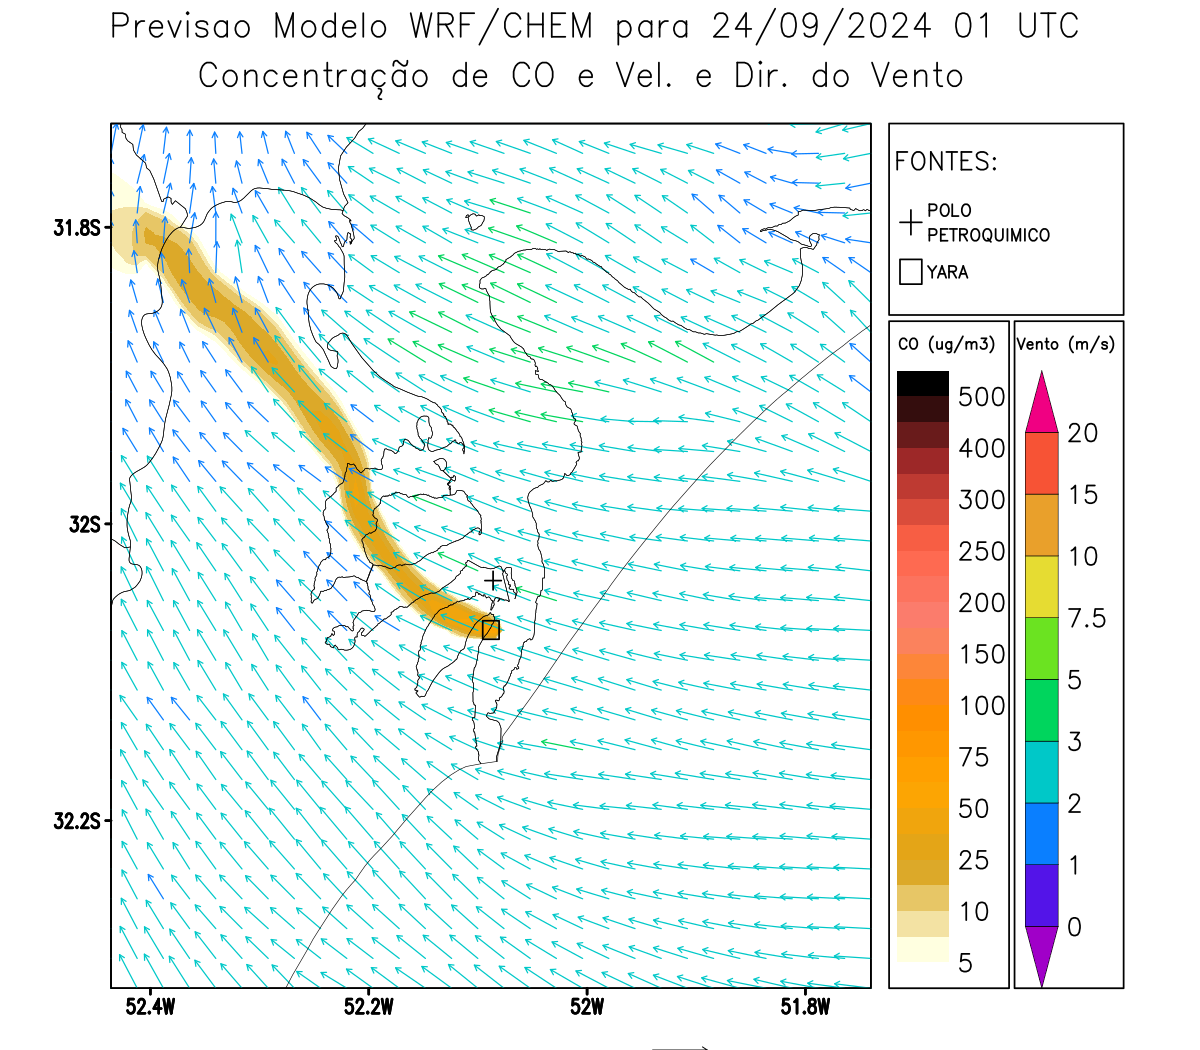 Previsao Modelo WRF/CHEM para 24/09/2024 01 UTC
Concentração de CO e Vel. e Dir. do Vento
FONTES:
POLO
PETROQUIMICO
YARA
CO (ug/m3)
500
400
300
250
200
150
100
75
50
25
10
5
Vento (m/s)
20
15
10
7.5
5
3
2
1
0
31.8S
32S
32.2S
52.4W
52.2W
52W
51.8W